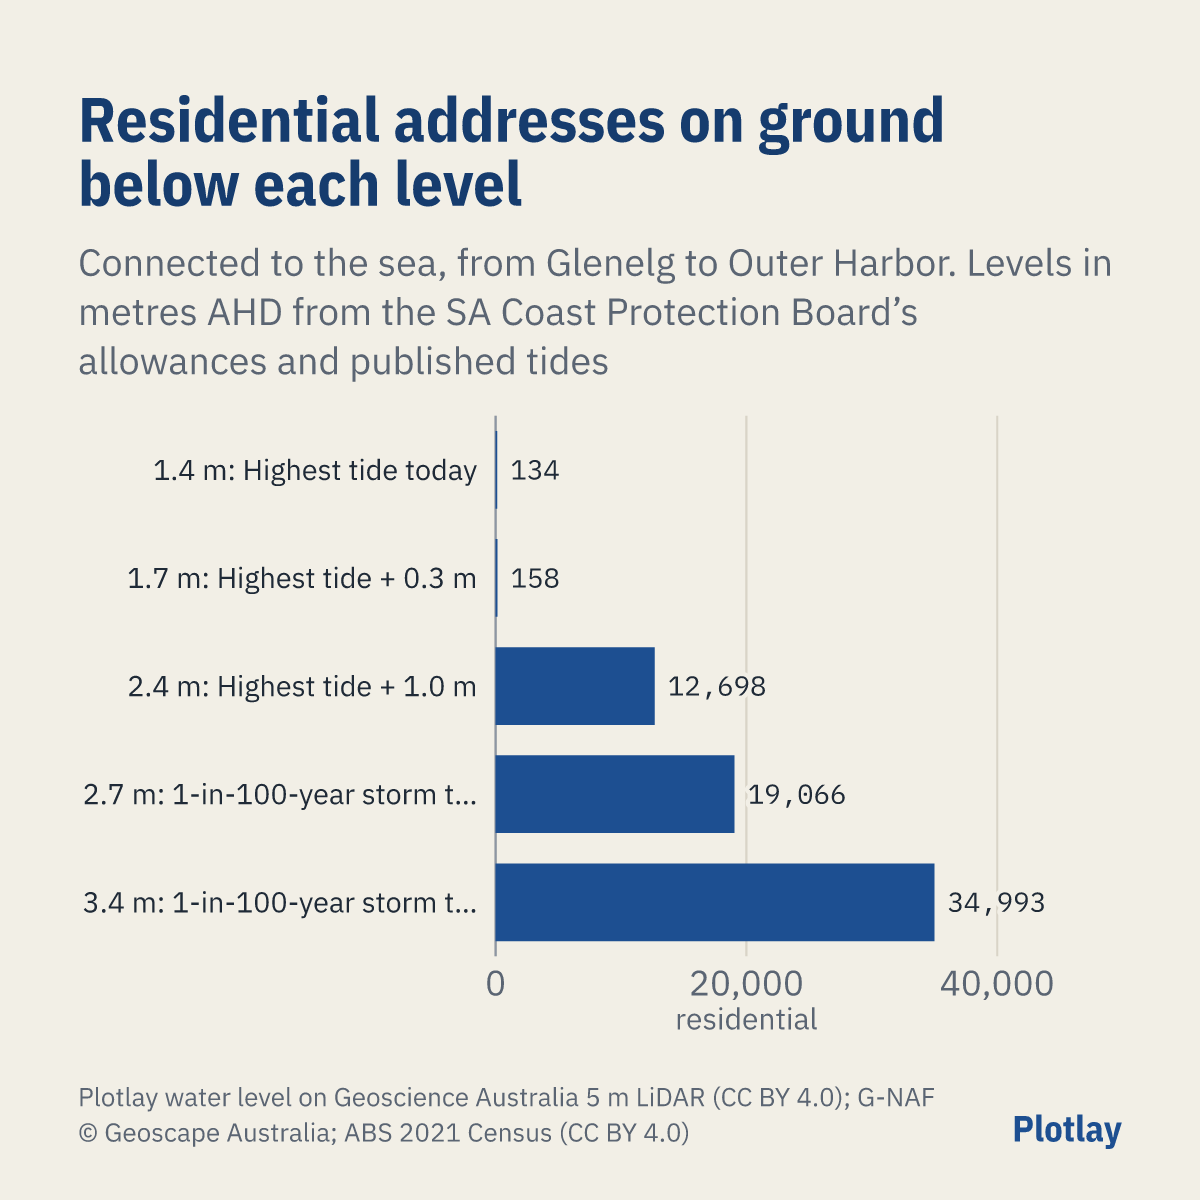 Residential addresses on ground
below each level
Connected to the sea, from Glenelg to Outer Harbor. Levels in
metres AHD from the SA Coast Protection Board’s
allowances and published tides
1.4 m: Highest tide today 134
1.7 m: Highest tide + 0.3 m 158
2.4 m: Highest tide + 1.0 m 12,698
2.7 m: 1-in-100-year storm t... 19,066
3.4 m: 1-in-100-year storm t... 34,993
0 20,000 40,000
residential
Plotlay water level on Geoscience Australia 5 m LiDAR (CC BY 4.0); G-NAF
© Geoscape Australia; ABS 2021 Census (CC BY 4.0)
Plotlay